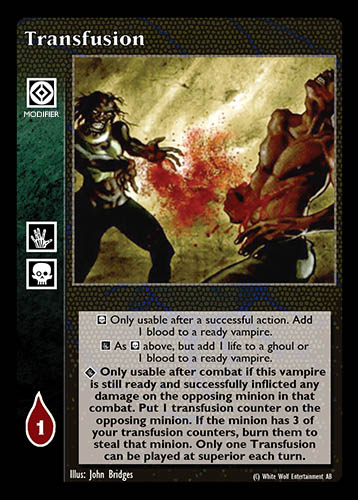 Transfusion
MODIFIER
Only usable after a successful action. Add
1 blood to a ready vampire.
As above, but add 1 life to a ghoul or
1 blood to a ready vampire.
Only usable after combat if this vampire
is still ready and successfully inflicted any
damage on the opposing minion in that
combat. Put 1 transfusion counter on the
opposing minion. If the minion has 3 of
your transfusion counters, burn them to
steal that minion. Only one Transfusion
can be played at superior each turn.
1
Illus: John Bridges (C) White Wolf Entertainment AB